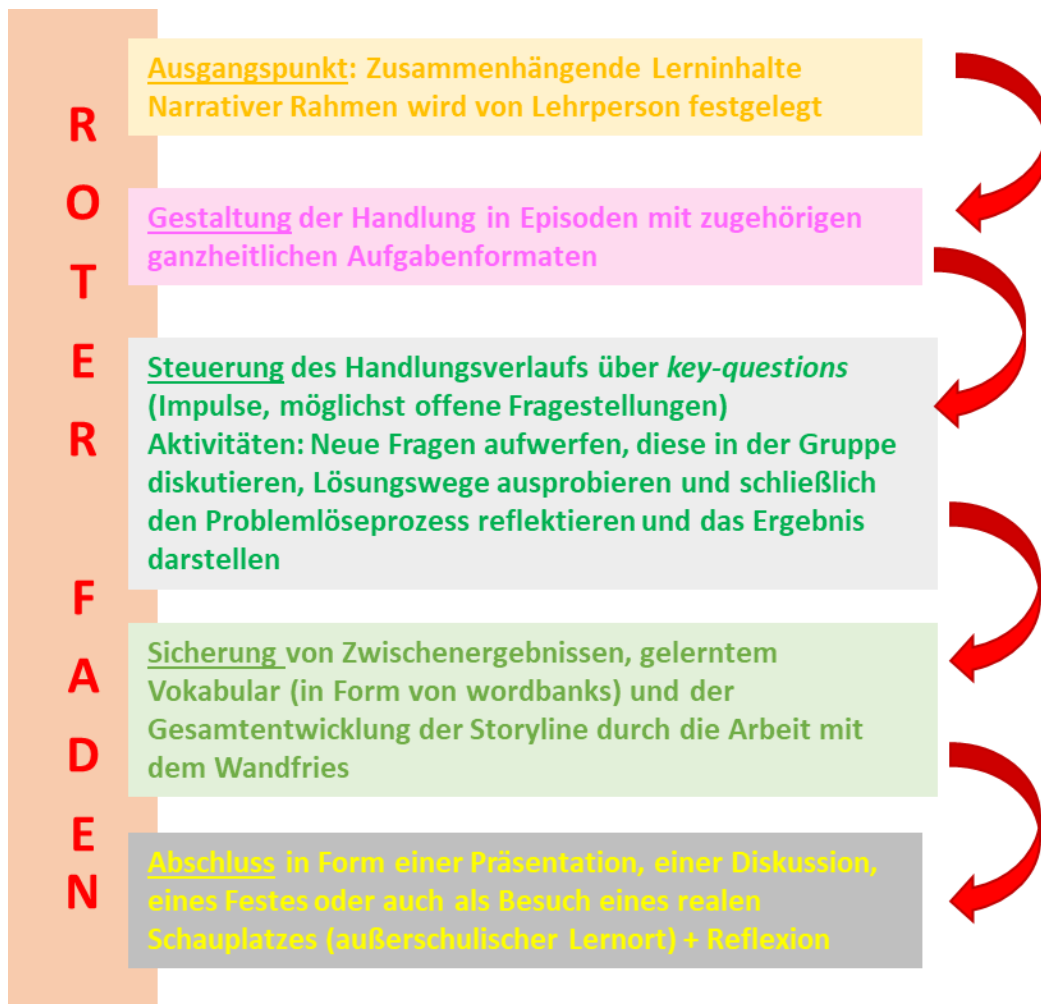 ROTER FADEN
Ausgangspunkt: Zusammenhängende Lerninhalte
Narrativer Rahmen wird von Lehrperson festgelegt
Gestaltung der Handlung in Episoden mit zugehörigen
ganzheitlichen Aufgabenformaten
Steuerung des Handlungsverlaufs über key-questions
(Impulse, möglichst offene Fragestellungen)
Aktivitäten: Neue Fragen aufwerfen, diese in der Gruppe
diskutieren, Lösungswege ausprobieren und schließlich
den Problemlöseprozess reflektieren und das Ergebnis
darstellen
Sicherung von Zwischenergebnissen, gelerntem
Vokabular (in Form von wordbanks) und der
Gesamtentwicklung der Storyline durch die Arbeit mit
dem Wandfries
Abschluss in Form einer Präsentation, einer Diskussion,
eines Festes oder auch als Besuch eines realen
Schauplatzes (außerschulischer Lernort) + Reflexion